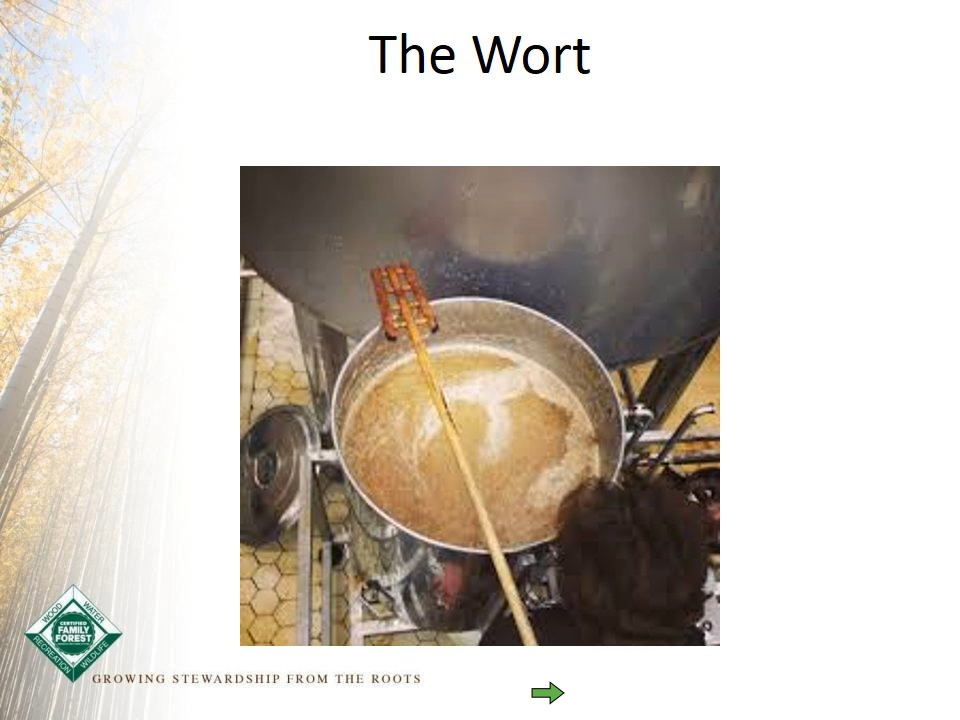 The Wort
WOOD
WATER
CERTIFIED
FAMILY
FOREST
RECREATION
WILDLIFE
GROWING STEWARDSHIP FROM THE ROOTS